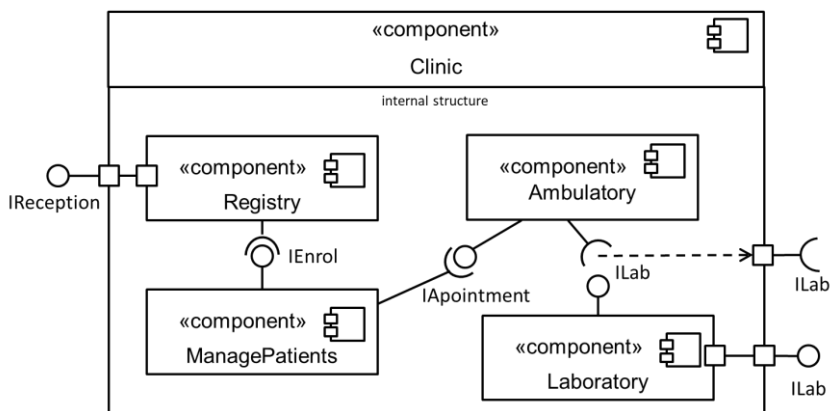 «component»
Clinic
internal structure
«component»
Registry
«component»
Ambulatory
IReception
IEnrol
IApointment
ILab
ILab
«component»
ManagePatients
«component»
Laboratory
ILab